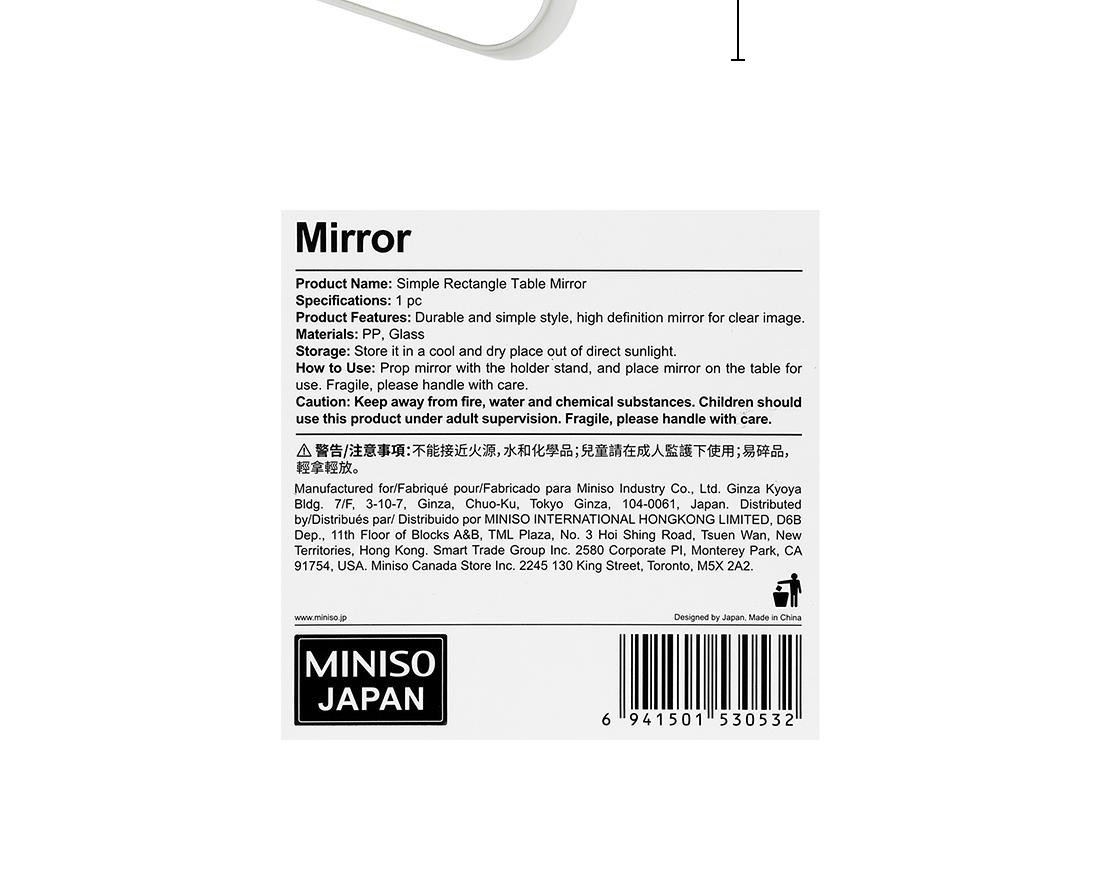 Mirror
Product Name: Simple Rectangle Table Mirror
Specifications: 1 pc
Product Features: Durable and simple style, high definition mirror for clear image.
Materials: PP, Glass
Storage: Store it in a cool and dry place out of direct sunlight.
How to Use: Prop mirror with the holder stand, and place mirror on the table for
use. Fragile, please handle with care.
Caution: Keep away from fire, water and chemical substances. Children should
use this product under adult supervision. Fragile, please handle with care.
⚠ 警告/注意事項:不能接近火源,水和化學品;兒童請在成人監護下使用;易碎品,
輕拿輕放。
Manufactured for/Fabriqué pour/Fabricado para Miniso Industry Co., Ltd. Ginza Kyoya
Bldg. 7/F, 3-10-7, Ginza, Chuo-Ku, Tokyo Ginza, 104-0061, Japan. Distributed
by/Distribués par/ Distribuido por MINISO INTERNATIONAL HONGKONG LIMITED, D6B
Dep., 11th Floor of Blocks A&B, TML Plaza, No. 3 Hoi Shing Road, Tsuen Wan, New
Territories, Hong Kong. Smart Trade Group Inc. 2580 Corporate PI, Monterey Park, CA
91754, USA. Miniso Canada Store Inc. 2245 130 King Street, Toronto, M5X 2A2.
www.miniso.jp
Designed by Japan, Made in China
MINISO
JAPAN
6 941501 530532